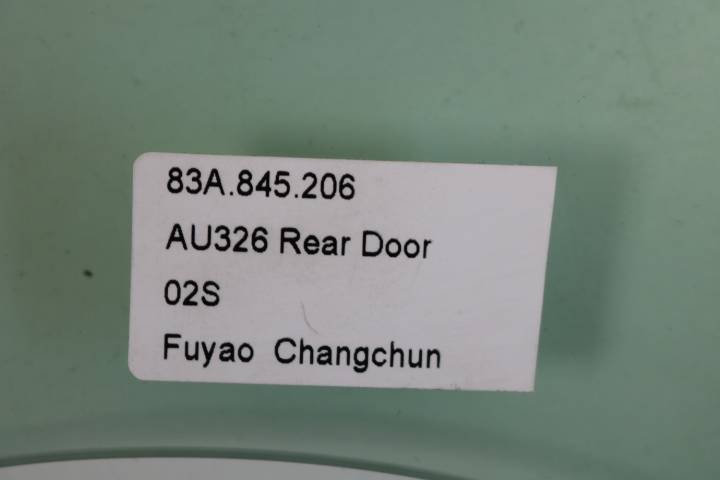 83A.845.206
AU326 Rear Door
02S
Fuyao Changchun